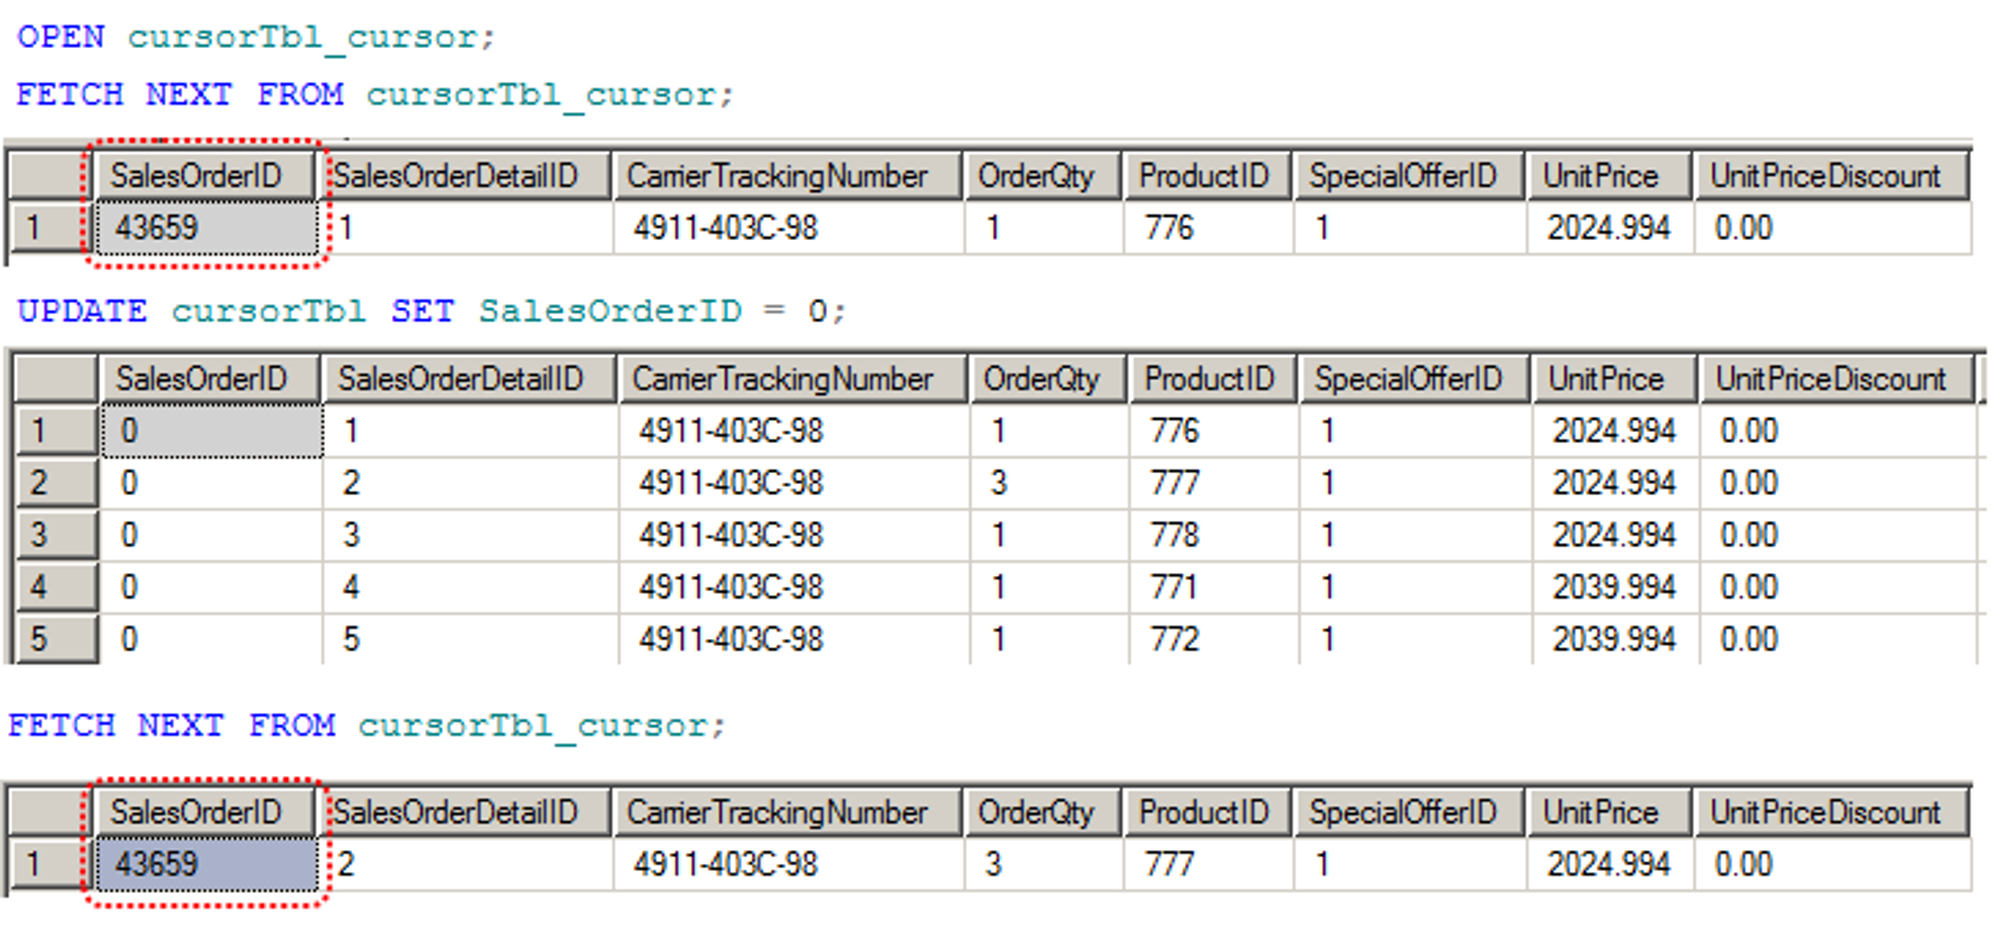 OPEN cursorTbl_cursor;
FETCH NEXT FROM cursorTbl_cursor;
SalesOrderID SalesOrderDetailID CarrierTrackingNumber OrderQty ProductID SpecialOfferID UnitPrice UnitPriceDiscount
1 43659 1 4911-403C-98 1 776 1 2024.994 0.00
UPDATE cursorTbl SET SalesOrderID = 0;
SalesOrderID SalesOrderDetailID CarrierTrackingNumber OrderQty ProductID SpecialOfferID UnitPrice UnitPriceDiscount
1 0 1 4911-403C-98 1 776 1 2024.994 0.00
2 0 2 4911-403C-98 3 777 1 2024.994 0.00
3 0 3 4911-403C-98 1 778 1 2024.994 0.00
4 0 4 4911-403C-98 1 771 1 2039.994 0.00
5 0 5 4911-403C-98 1 772 1 2039.994 0.00
FETCH NEXT FROM cursorTbl_cursor;
SalesOrderID SalesOrderDetailID CarrierTrackingNumber OrderQty ProductID SpecialOfferID UnitPrice UnitPriceDiscount
1 43659 2 4911-403C-98 3 777 1 2024.994 0.00